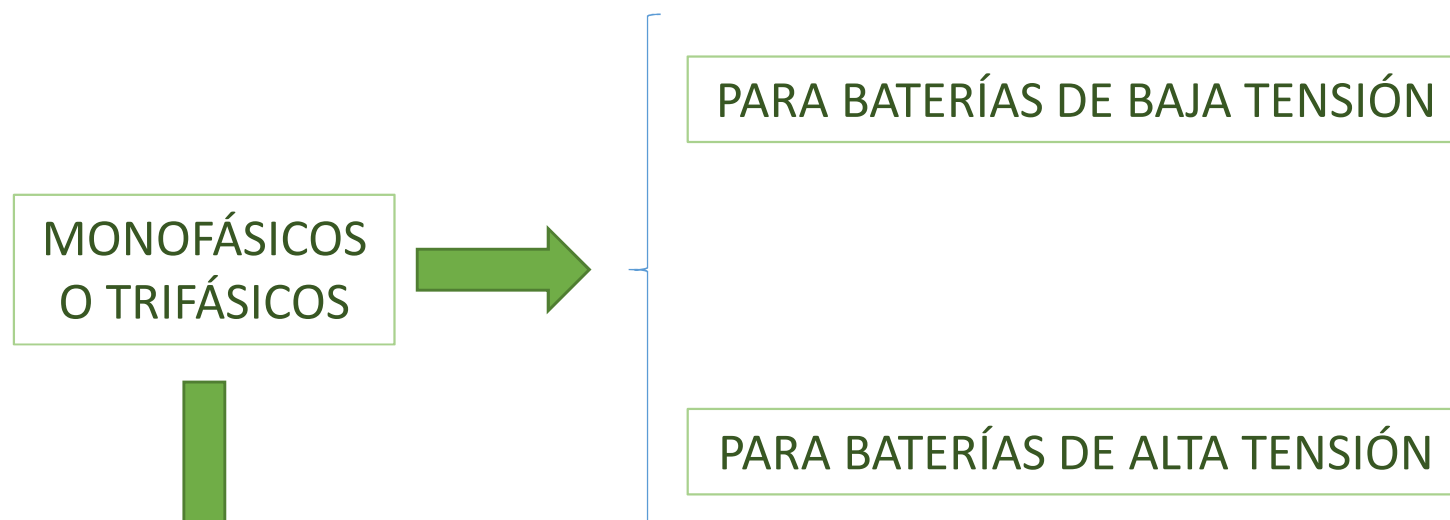 PARA BATERÍAS DE BAJA TENSIÓN
MONOFÁSICOS
O TRIFÁSICOS
PARA BATERÍAS DE ALTA TENSIÓN